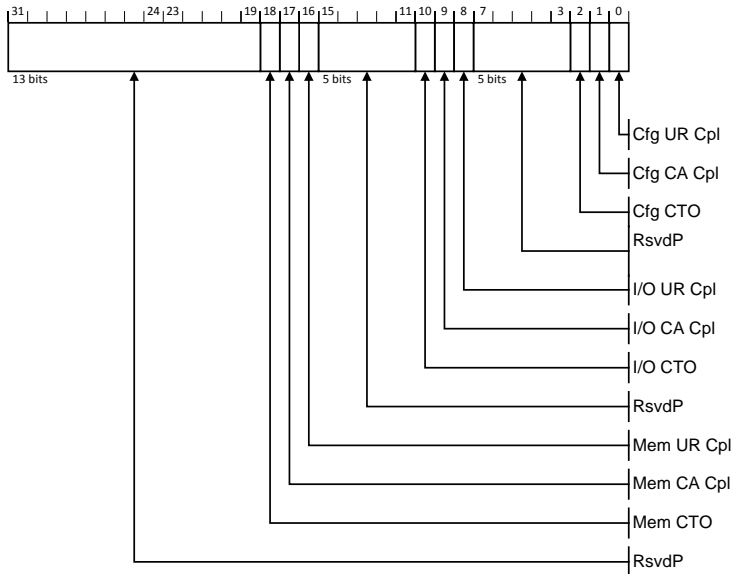 31 24 23 19 18 17 16 15 11 10 9 8 7 3 2 1 0
13 bits 5 bits 5 bits
Cfg UR Cpl
Cfg CA Cpl
Cfg CTO
RsvdP
I/O UR Cpl
I/O CA Cpl
I/O CTO
RsvdP
Mem UR Cpl
Mem CA Cpl
Mem CTO
RsvdP